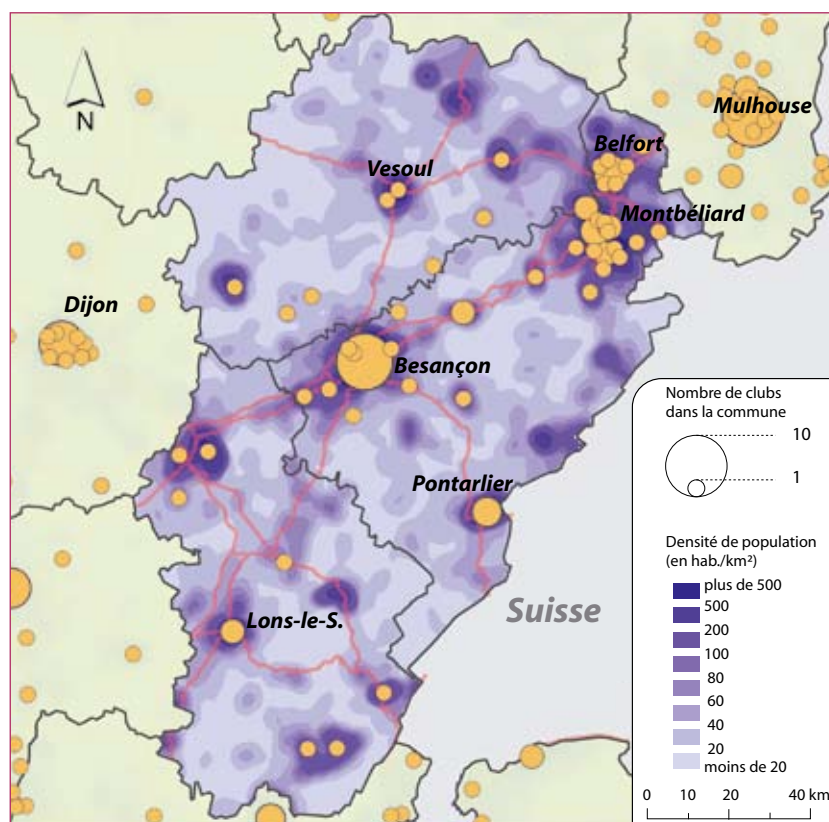 N
Mulhouse
Belfort
Vesoul
Montbéliard
Dijon
Besançon
Pontarlier
Lons-le-S.
Suisse
Nombre de clubs
dans la commune
10
1
Densité de population
(en hab./km²)
plus de 500
500
200
100
80
60
40
20
moins de 20
0 10 20 40 km